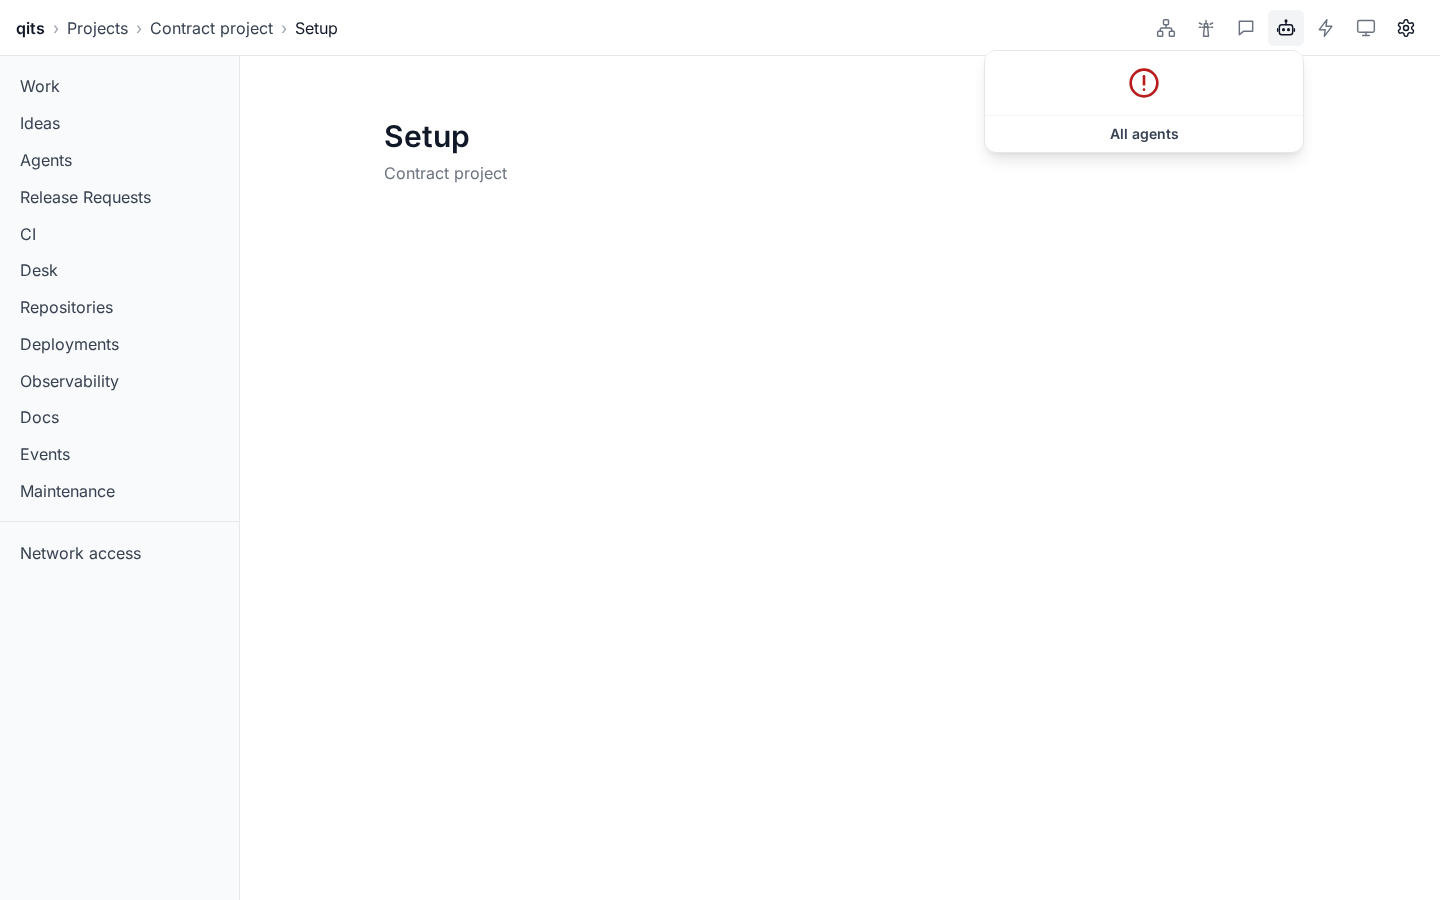 qits › Projects › Contract project › Setup
All agents
Work
Ideas
Agents
Release Requests
CI
Desk
Repositories
Deployments
Observability
Docs
Events
Maintenance
Network access
Setup
Contract project